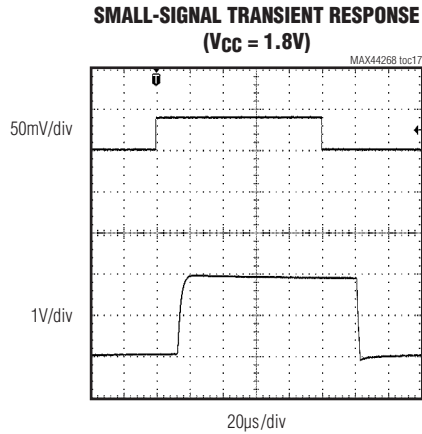 SMALL-SIGNAL TRANSIENT RESPONSE
(VCC = 1.8V)
MAX44268 toc17
T
50mV/div
1V/div
20µs/div